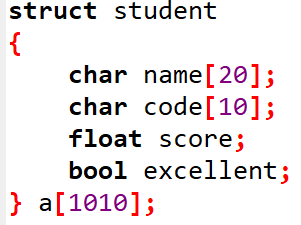 struct student
{
    char name[20];
    char code[10];
    float score;
    bool excellent;
} a[1010];